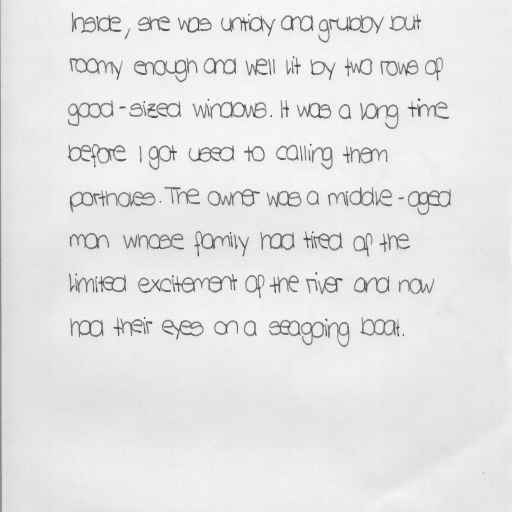 Inside, she was untidy and grubby but
roomy enough and well lit by two rows of
good-sized windows. It was a long time
before I got used to calling them
portholes. The owner was a middle-aged
man whose family had tired of the
limited excitement of the river and now
had their eyes on a seagoing boat.